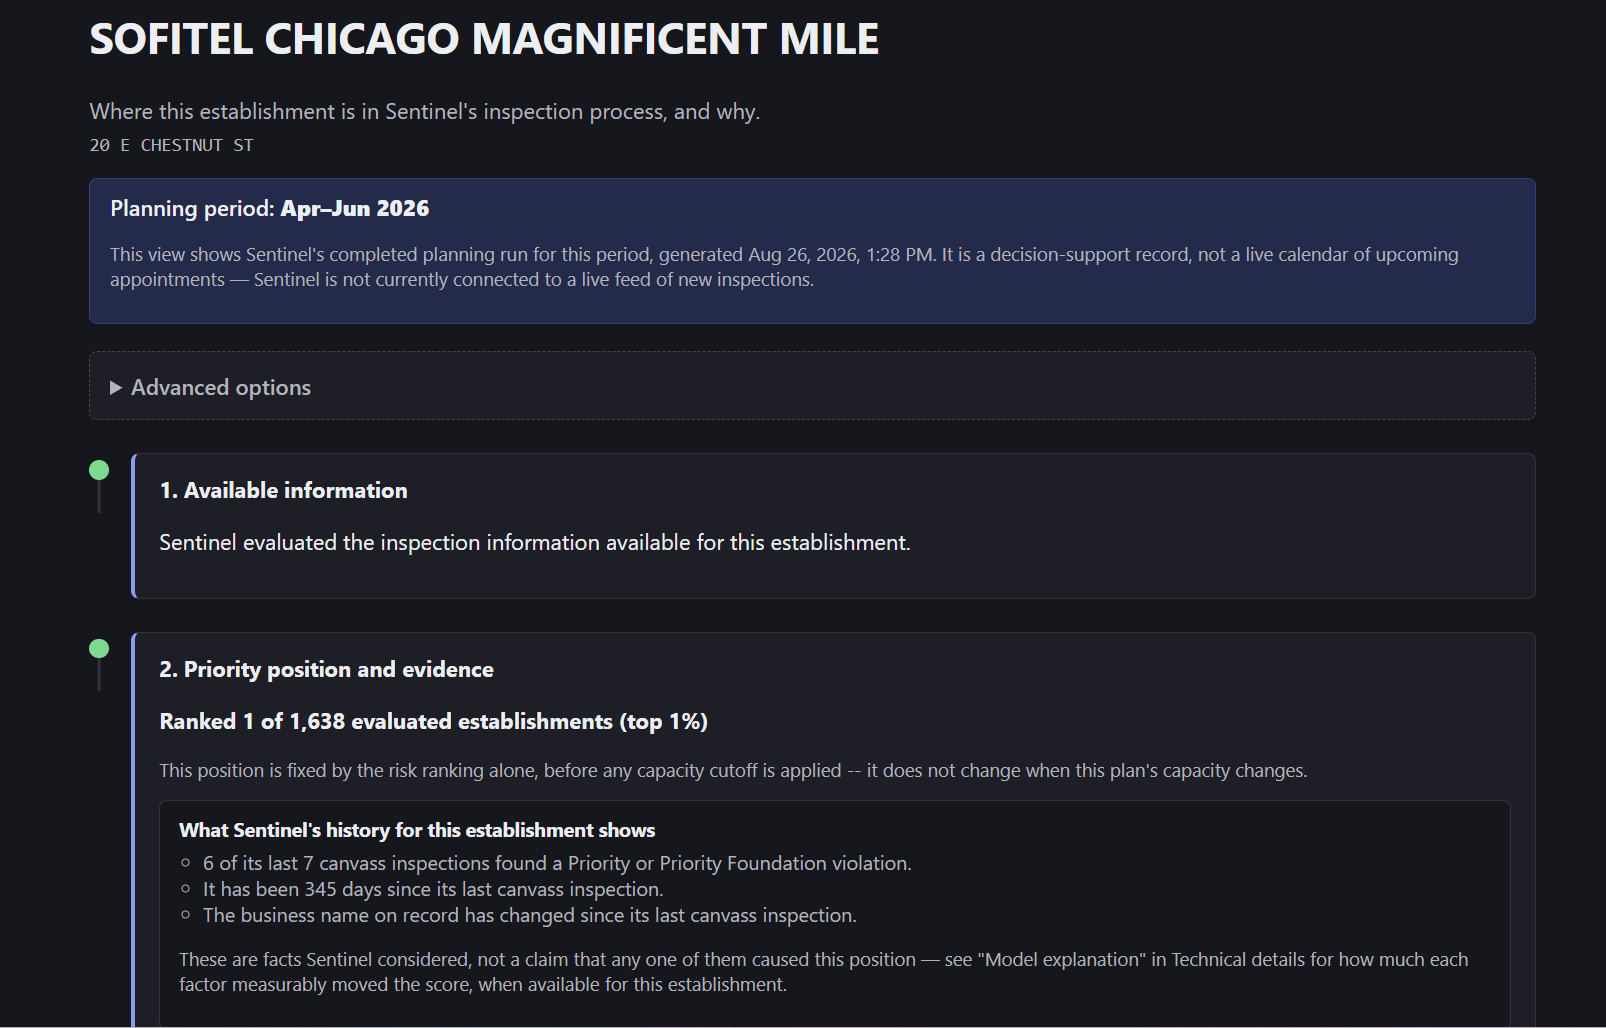 SOFITEL CHICAGO MAGNIFICENT MILE
Where this establishment is in Sentinel's inspection process, and why.
20 E CHESTNUT ST
Planning period: Apr–Jun 2026
This view shows Sentinel's completed planning run for this period, generated Aug 26, 2026, 1:28 PM. It is a decision-support record, not a live calendar of upcoming
appointments — Sentinel is not currently connected to a live feed of new inspections.
Advanced options
1. Available information
Sentinel evaluated the inspection information available for this establishment.
2. Priority position and evidence
Ranked 1 of 1,638 evaluated establishments (top 1%)
This position is fixed by the risk ranking alone, before any capacity cutoff is applied -- it does not change when this plan's capacity changes.
What Sentinel's history for this establishment shows
6 of its last 7 canvass inspections found a Priority or Priority Foundation violation.
It has been 345 days since its last canvass inspection.
The business name on record has changed since its last canvass inspection.
These are facts Sentinel considered, not a claim that any one of them caused this position — see "Model explanation" in Technical details for how much each
factor measurably moved the score, when available for this establishment.